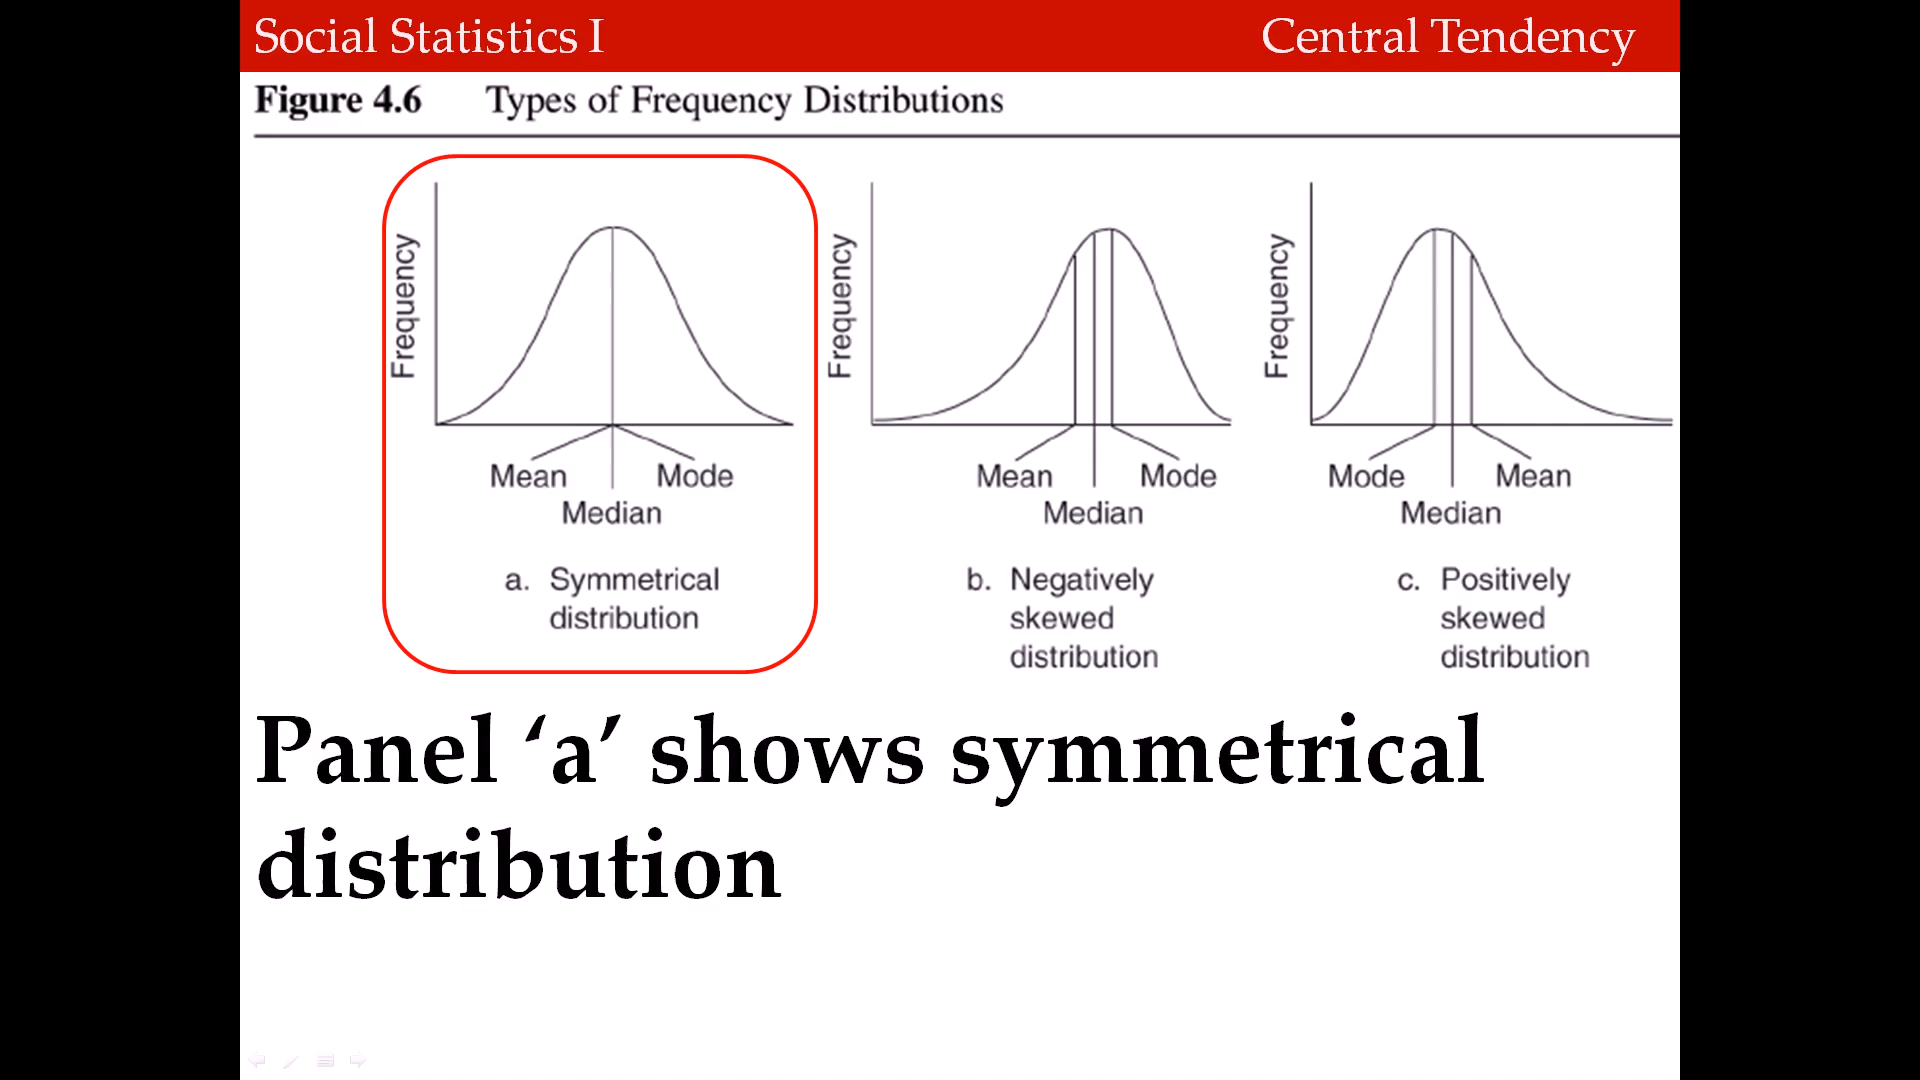 Social Statistics I
Central Tendency
Figure 4.6 Types of Frequency Distributions
Frequency
Mean Mode
Median
a. Symmetrical
distribution
Frequency
Mean Mode
Median
b. Negatively
skewed
distribution
Frequency
Mode Mean
Median
c. Positively
skewed
distribution
Panel ‘a’ shows symmetrical
distribution